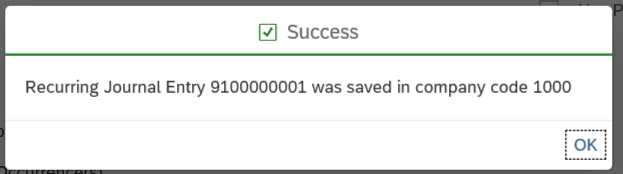 Success
Recurring Journal Entry 9100000001 was saved in company code 1000
OK